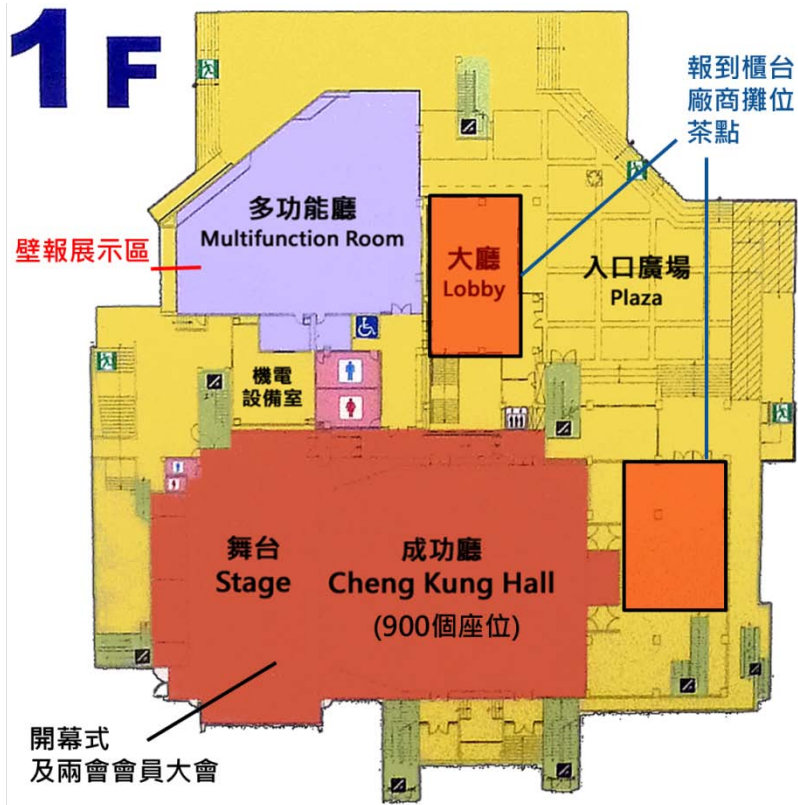 1F
報到櫃台
廠商攤位
茶點
多功能廳
Multifunction Room
壁報展示區
大廳
Lobby
入口廣場
Plaza
機電
設備室
舞台
Stage
成功廳
Cheng Kung Hall
(900個座位)
開幕式
及兩會會員大會